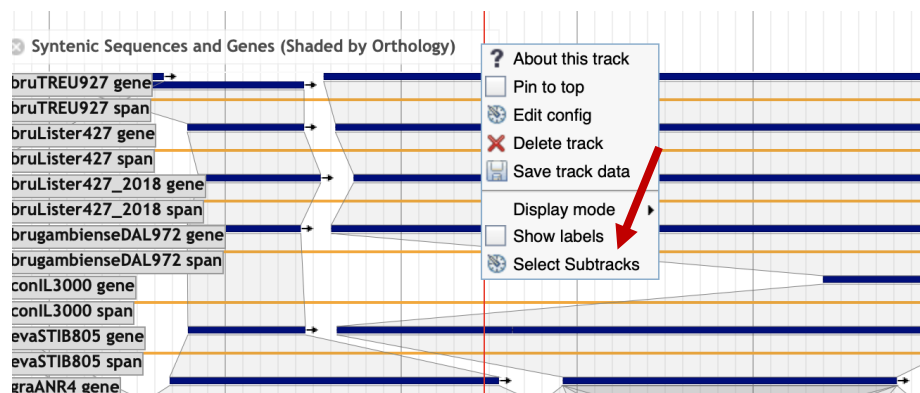 Syntenic Sequences and Genes (Shaded by Orthology)
bruTREU927 gene
bruTREU927 span
bruLister427 gene
bruLister427 span
bruLister427_2018 gene
bruLister427_2018 span
brugambienseDAL972 gene
brugambienseDAL972 span
conIL3000 gene
conIL3000 span
evaSTIB805 gene
evaSTIB805 span
graANR4 gene
? About this track
Pin to top
Edit config
Delete track
Save track data
Display mode
Show labels
Select Subtracks